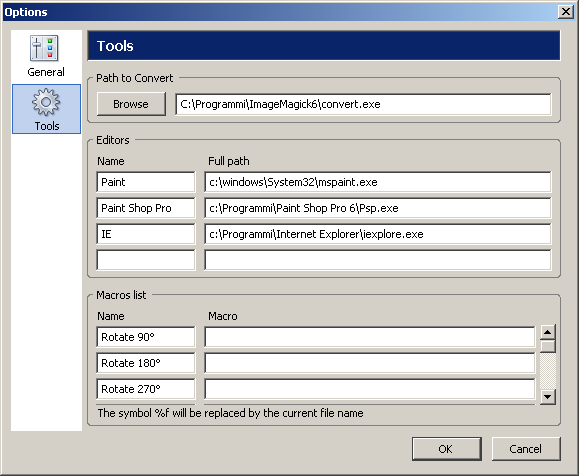 Options
General
Tools
Tools
Path to Convert
Browse
C:\Programmi\ImageMagick6\convert.exe
Editors
Name Full path
Paint c:\windows\System32\mspaint.exe
Paint Shop Pro c:\Programmi\Paint Shop Pro 6\Psp.exe
IE c:\Programmi\Internet Explorer\iexplore.exe
Macros list
Name Macro
Rotate 90°
Rotate 180°
Rotate 270°
The symbol %f will be replaced by the current file name
OK Cancel